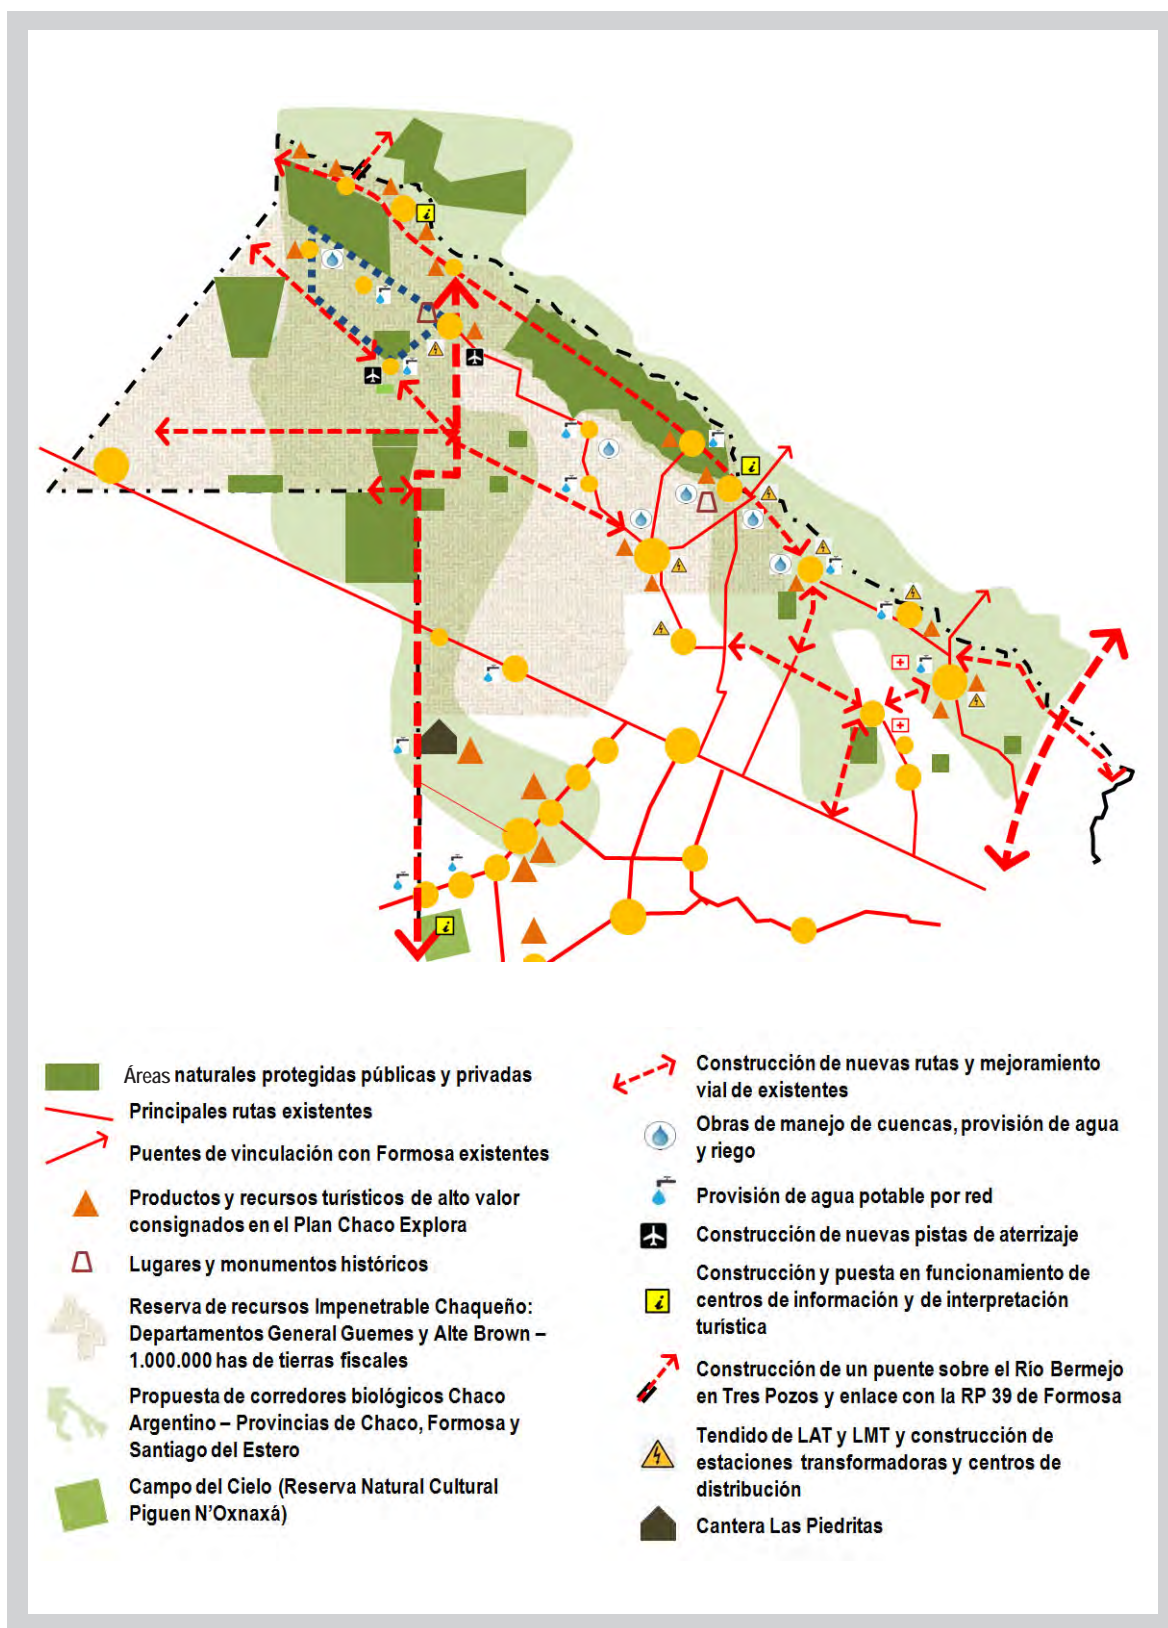 Áreas naturales protegidas públicas y privadas
Principales rutas existentes
Puentes de vinculación con Formosa existentes
Productos y recursos turísticos de alto valor
consignados en el Plan Chaco Explora
Lugares y monumentos históricos
Reserva de recursos Impenetrable Chaqueño:
Departamentos General Guemes y Alte Brown –
1.000.000 has de tierras fiscales
Propuesta de corredores biológicos Chaco
Argentino – Provincias de Chaco, Formosa y
Santiago del Estero
Campo del Cielo (Reserva Natural Cultural
Piguen N’Oxnaxá)
Construcción de nuevas rutas y mejoramiento
vial de existentes
Obras de manejo de cuencas, provisión de agua
y riego
Provisión de agua potable por red
Construcción de nuevas pistas de aterrizaje
Construcción y puesta en funcionamiento de
centros de información y de interpretación
turística
Construcción de un puente sobre el Río Bermejo
en Tres Pozos y enlace con la RP 39 de Formosa
Tendido de LAT y LMT y construcción de
estaciones transformadoras y centros de
distribución
Cantera Las Piedritas